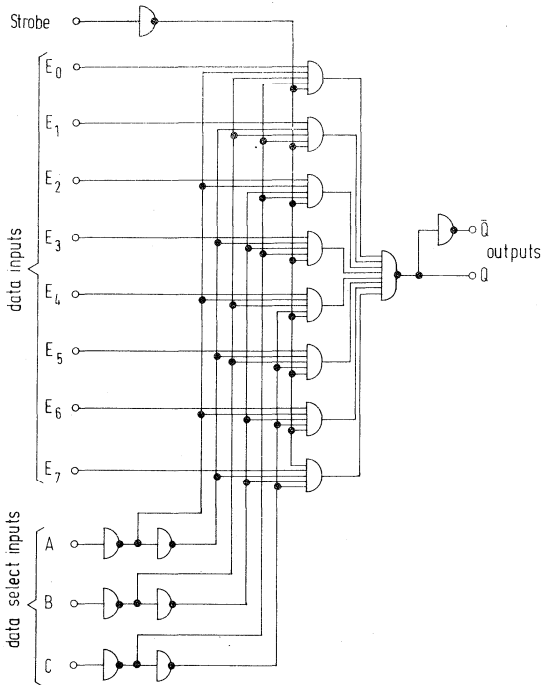 Strobe
E0
E1
E2
E3
E4
E5
E6
E7
data inputs
Q̄
outputs
Q
A
B
C
data select inputs